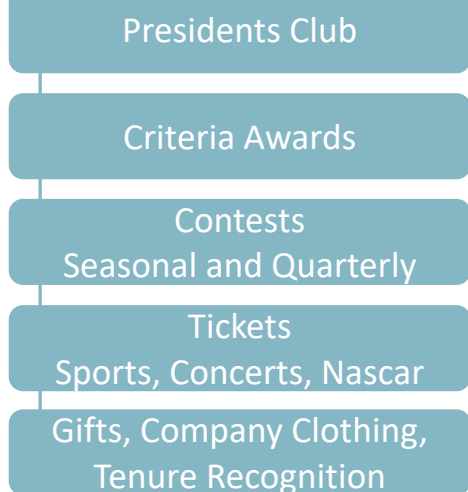 Presidents Club
Criteria Awards
Contests
Seasonal and Quarterly
Tickets
Sports, Concerts, Nascar
Gifts, Company Clothing,
Tenure Recognition